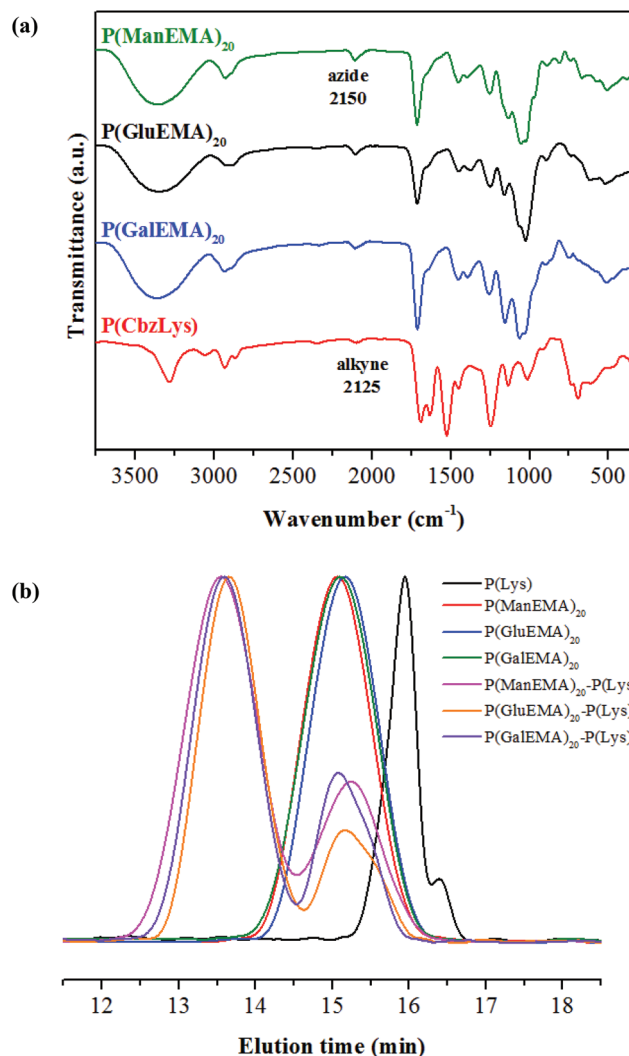 (a)
P(ManEMA)20
azide
2150
P(GluEMA)20
P(GalEMA)20
P(CbzLys)
alkyne
2125
Transmittance (a.u.)
3500 3000 2500 2000 1500 1000 500
Wavenumber (cm-1)
(b)
P(Lys)
P(ManEMA)20
P(GluEMA)20
P(GalEMA)20
P(ManEMA)20-P(Lys
P(GluEMA)20-P(Lys)
P(GalEMA)20-P(Lys)
12 13 14 15 16 17 18
Elution time (min)